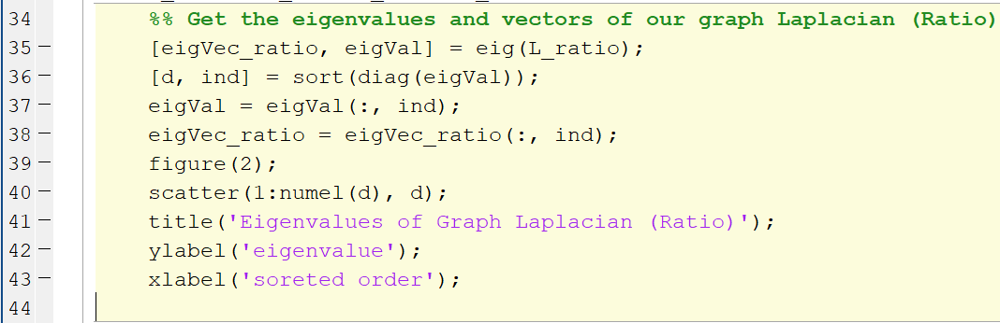 34 %% Get the eigenvalues and vectors of our graph Laplacian (Ratio)
35 - [eigVec_ratio, eigVal] = eig(L_ratio);
36 - [d, ind] = sort(diag(eigVal));
37 - eigVal = eigVal(:, ind);
38 - eigVec_ratio = eigVec_ratio(:, ind);
39 - figure(2);
40 - scatter(1:numel(d), d);
41 - title('Eigenvalues of Graph Laplacian (Ratio)');
42 - ylabel('eigenvalue');
43 - xlabel('soreted order');
44